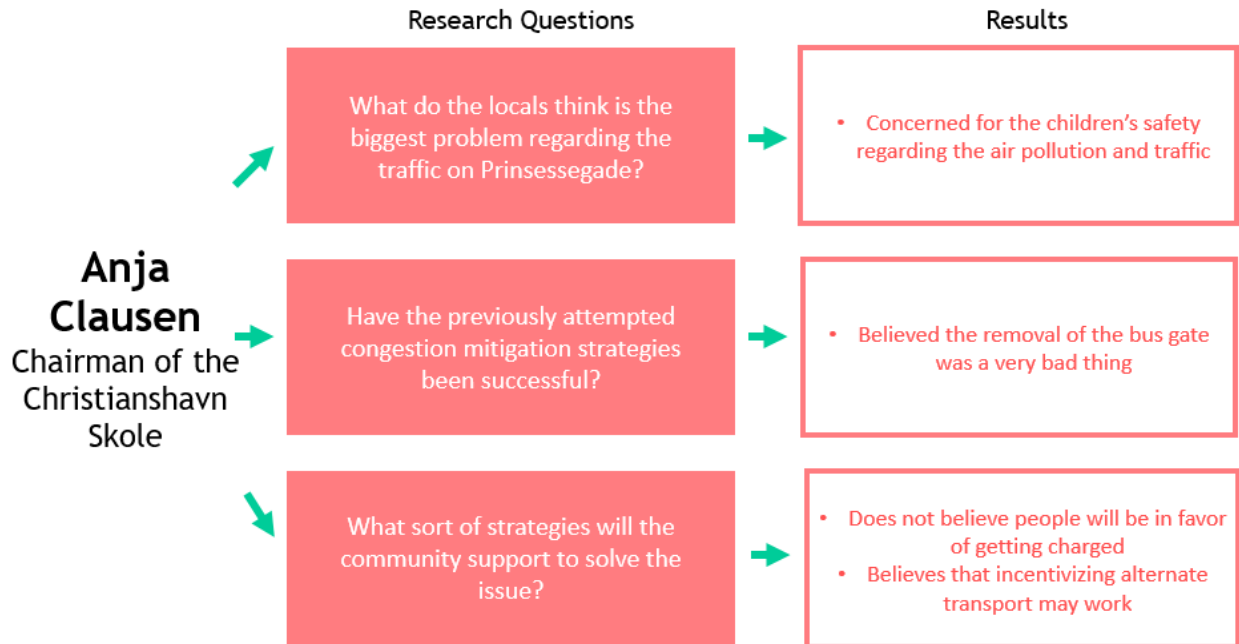 Research Questions
Results
Anja
Clausen
Chairman of the
Christianshavn
Skole
What do the locals think is the
biggest problem regarding the
traffic on Prinsessegade?
• Concerned for the children's safety
regarding the air pollution and traffic
Have the previously attempted
congestion mitigation strategies
been successful?
• Believed the removal of the bus gate
was a very bad thing
What sort of strategies will the
community support to solve the
issue?
• Does not believe people will be in favor
of getting charged
• Believes that incentivizing alternate
transport may work